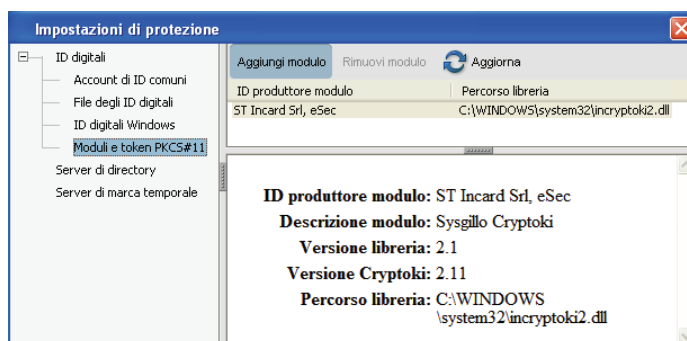 Impostazioni di protezione
ID digitali
Account di ID comuni
File degli ID digitali
ID digitali Windows
Moduli e token PKCS#11
Server di directory
Server di marca temporale
Aggiungi modulo Rimuovi modulo Aggiorna
ID produttore modulo Percorso libreria
ST Incard Srl, eSec C:\WINDOWS\system32\incryptoki2.dll
ID produttore modulo: ST Incard Srl, eSec
Descrizione modulo: Sysgillo Cryptoki
Versione libreria: 2.1
Versione Cryptoki: 2.11
Percorso libreria: C:\WINDOWS
\system32\incryptoki2.dll